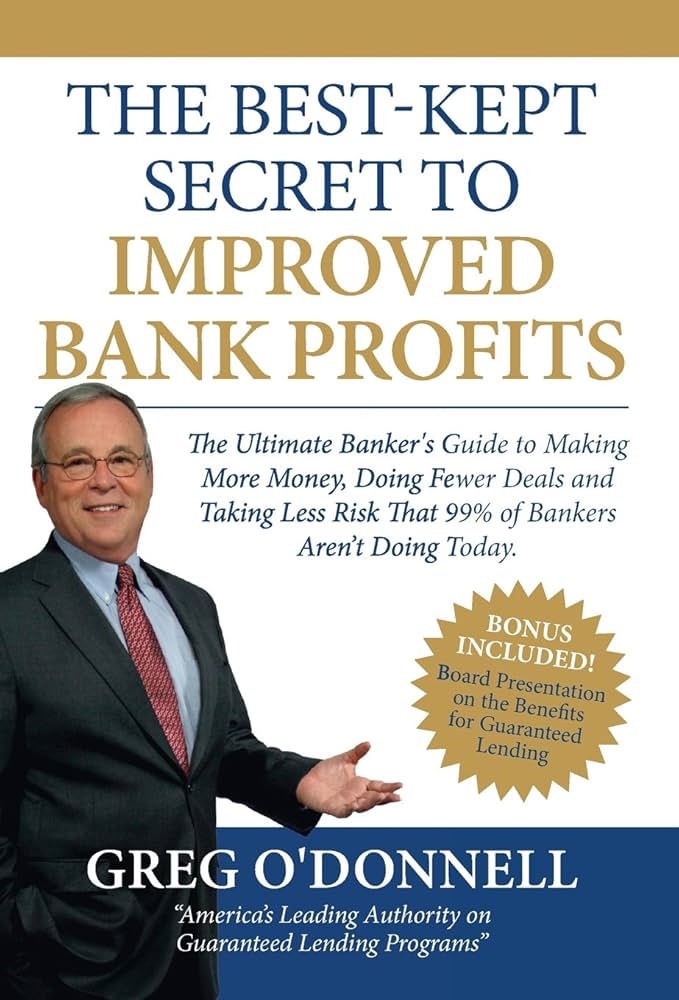 THE BEST-KEPT
SECRET TO
IMPROVED
BANK PROFITS
The Ultimate Banker's Guide to Making
More Money, Doing Fewer Deals and
Taking Less Risk That 99% of Bankers
Aren't Doing Today.
BONUS
INCLUDED!
Board Presentation
on the Benefits
for Guaranteed
Lending
GREG O'DONNELL
“America’s Leading Authority on
Guaranteed Lending Programs”